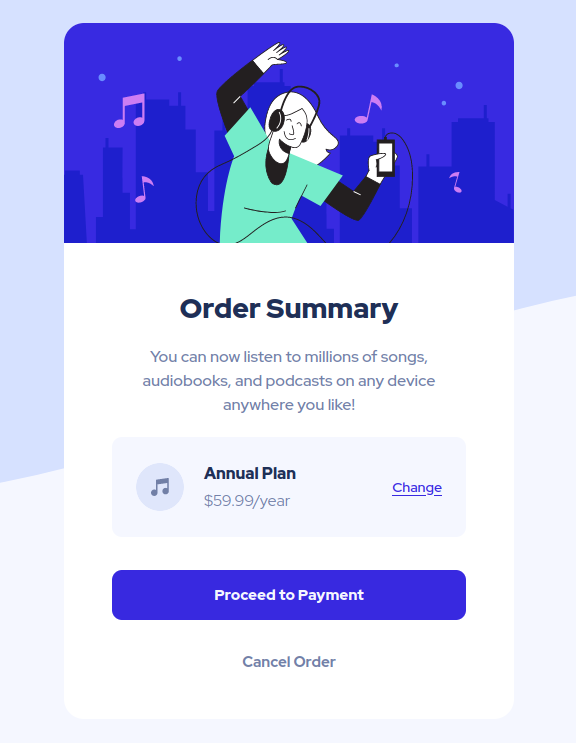 Order Summary
You can now listen to millions of songs,
audiobooks, and podcasts on any device
anywhere you like!
Annual Plan
$59.99/year
Change
Proceed to Payment
Cancel Order